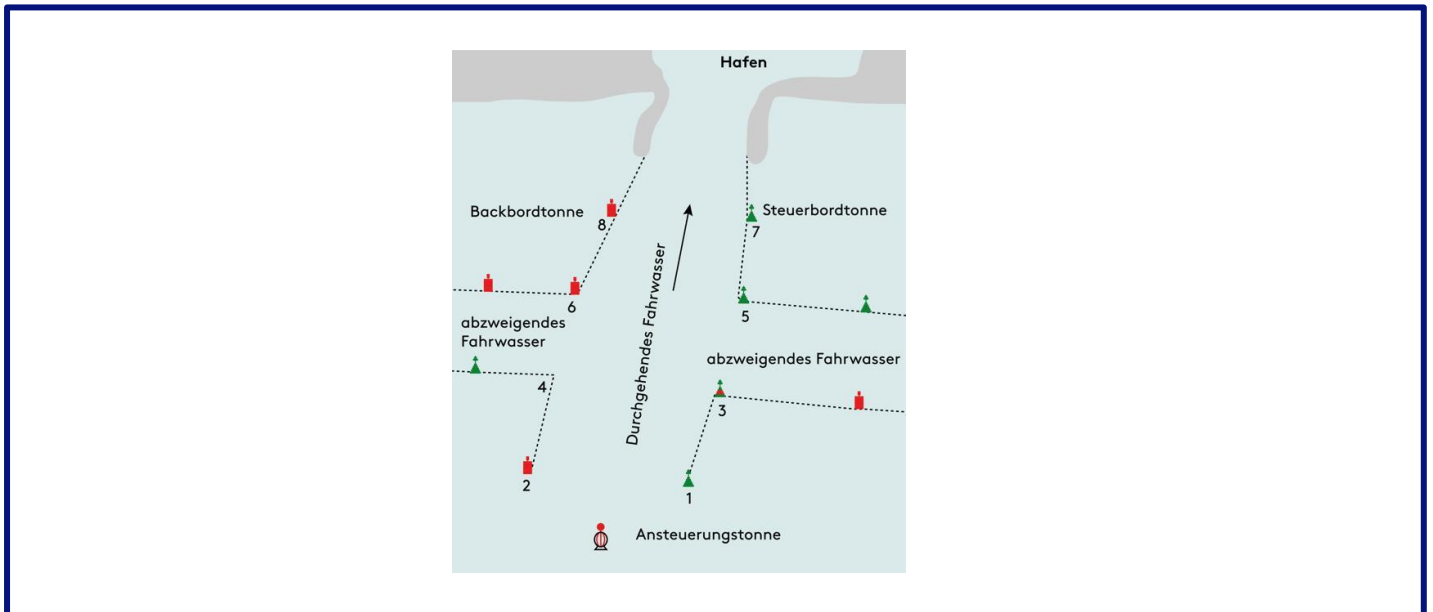 Hafen
Backbordtonne
8
Steuerbordtonne
7
6
5
abzweigendes
Fahrwasser
Durchgehendes Fahrwasser
abzweigendes Fahrwasser
4
3
2
1
Ansteuerungstonne